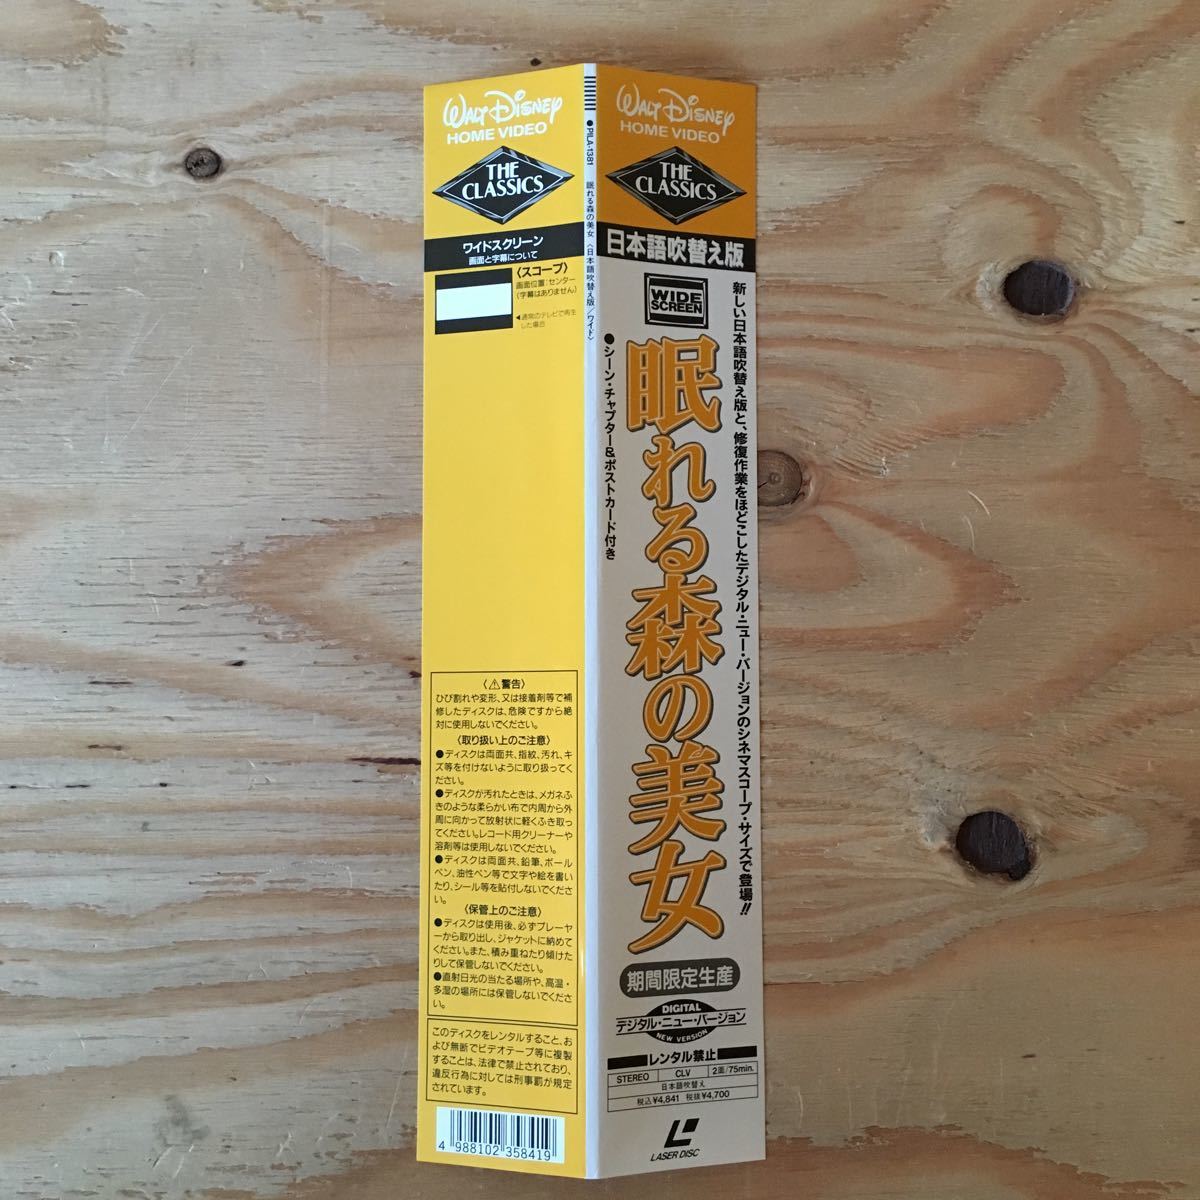 WALT DISNEY
HOME VIDEO
THE
CLASSICS
ワイドスクリーン
画面と字幕について
〈スコープ〉
画面位置:センター
(字幕はありません)
◀通常のテレビで再生
した場合
〈⚠警告〉
ひび割れや変形、又は接着剤等で補
修したディスクは、危険ですから絶
対に使用しないでください。
〈取り扱い上のご注意〉
●ディスクは両面共、指紋、汚れ、キ
ズ等を付けないように取り扱ってく
ださい。
●ディスクが汚れたときは、メガネふ
きのような柔らかい布で内周から外
周に向かって放射状に軽くふき取っ
てください。レコード用クリーナーや
溶剤等は使用しないでください。
●ディスクは両面共、鉛筆、ボール
ペン、油性ペン等で文字や絵を書い
たり、シール等を貼付しないでくださ
い。
〈保管上のご注意〉
●ディスクは使用後、必ずプレーヤ
ーから取り出し、ジャケットに納めて
ください。また、積み重ねたり傾けた
りして保管しないでください。
●直射日光の当たる場所や、高温・
多湿の場所には保管しないでくださ
い。
このディスクをレンタルすること、お
よび無断でビデオテープ等に複製
することは、法律で禁止されており、
違反行為に対しては刑事罰が規定
されています。
4 988102 358419
●PILA-1381 眠れる森の美女 〈日本語吹替え版/ワイド〉
WALT DISNEY
HOME VIDEO
THE
CLASSICS
日本語吹替え版
WIDE
SCREEN
新しい日本語吹替え版と、修復作業をほどこしたデジタル・ニュー・バージョンのシネマスコープ・サイズで登場!!
眠れる森の美女
●シーン・チャプター&ポストカード付き
期間限定生産
DIGITAL
デジタル・ニュー・バージョン
NEW VERSION
レンタル禁止
STEREO CLV 2面/75min.
日本語吹替え
税込¥4,841 税抜¥4,700
LASER DISC